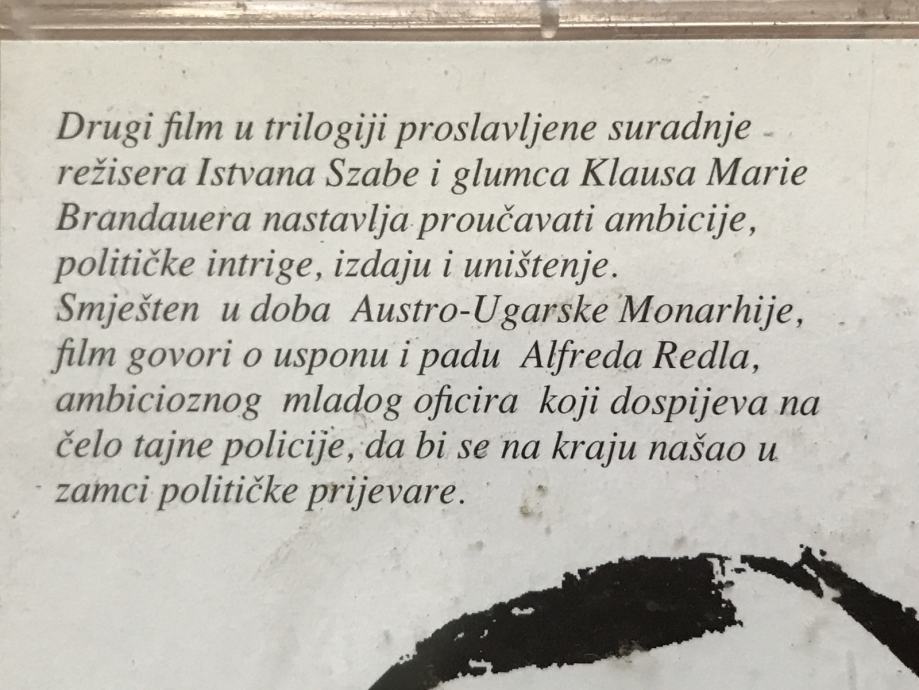 Drugi film u trilogiji proslavljene suradnje
režisera Istvana Szabe i glumca Klausa Marie
Brandauera nastavlja proučavati ambicije,
političke intrige, izdaju i uništenje.
Smješten u doba Austro-Ugarske Monarhije,
film govori o usponu i padu Alfreda Redla,
ambicioznog mladog oficira koji dospijeva na
čelo tajne policije, da bi se na kraju našao u
zamci političke prijevare.